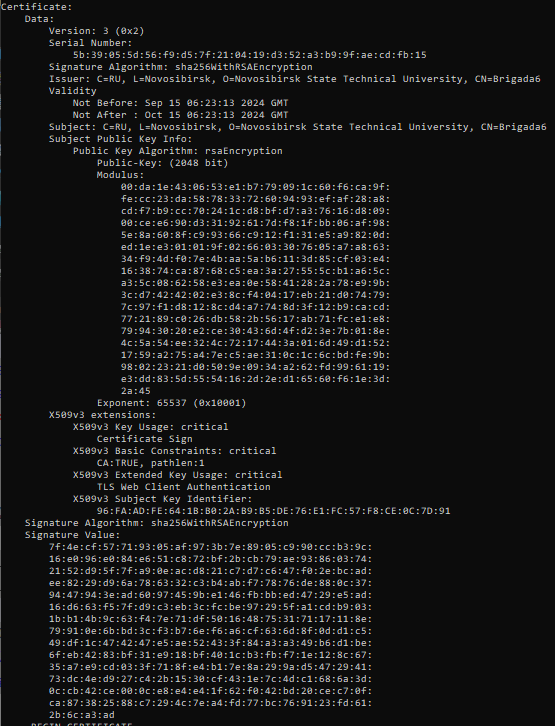 Certificate:
Data:
Version: 3 (0x2)
Serial Number:
5b:39:05:5d:56:f9:d5:7f:21:04:19:d3:52:a3:b9:9f:ae:cd:fb:15
Signature Algorithm: sha256WithRSAEncryption
Issuer: C=RU, L=Novosibirsk, O=Novosibirsk State Technical University, CN=Brigada6
Validity
Not Before: Sep 15 06:23:13 2024 GMT
Not After : Oct 15 06:23:13 2024 GMT
Subject: C=RU, L=Novosibirsk, O=Novosibirsk State Technical University, CN=Brigada6
Subject Public Key Info:
Public Key Algorithm: rsaEncryption
Public-Key: (2048 bit)
Modulus:
00:da:1e:43:06:53:e1:b7:79:09:1c:60:f6:ca:9f:
fe:cc:23:da:58:78:33:72:60:94:93:ef:af:28:a8:
cd:f7:b9:cc:70:24:1c:d8:bf:d7:a3:76:16:d8:09:
00:ce:e6:90:d3:31:92:61:7d:f8:1f:bb:06:af:98:
5e:8a:60:8f:c9:93:66:c9:12:f1:31:e5:a9:82:0d:
ed:1e:e3:01:01:9f:02:66:03:30:76:05:a7:a8:63:
34:f9:4d:f0:7e:4b:aa:5a:b6:11:3d:85:cf:03:e4:
16:38:74:ca:87:68:c5:ea:3a:27:55:5c:b1:a6:5c:
a3:5c:08:62:58:e3:ea:0e:58:41:28:2a:78:e9:9b:
3c:d7:42:42:02:e3:8c:f4:04:17:eb:21:d0:74:79:
7c:97:f1:d8:12:8c:d4:a7:74:8d:3f:12:b9:ca:cd:
77:21:89:c0:26:db:58:2b:56:17:ab:71:fc:e1:e8:
79:94:30:20:e2:ce:30:43:6d:4f:d2:3e:7b:01:8e:
4c:5a:54:ee:32:4c:72:17:44:3a:01:6d:49:d1:52:
17:59:a2:75:a4:7e:c5:ae:31:0c:1c:6c:bd:fe:9b:
98:02:23:21:d0:50:9e:09:34:a2:62:fd:99:61:19:
e3:dd:83:5d:55:54:16:2d:2e:d1:65:60:f6:1e:3d:
2a:45
Exponent: 65537 (0x10001)
X509v3 extensions:
X509v3 Key Usage: critical
Certificate Sign
X509v3 Basic Constraints: critical
CA:TRUE, pathlen:1
X509v3 Extended Key Usage: critical
TLS Web Client Authentication
X509v3 Subject Key Identifier:
96:FA:AD:FE:64:1B:B0:2A:B9:B5:DE:76:E1:FC:57:F8:CE:0C:7D:91
Signature Algorithm: sha256WithRSAEncryption
Signature Value:
7f:4e:cf:57:71:93:05:af:97:3b:7e:89:05:c9:90:cc:b3:9c:
16:e0:96:e0:84:e6:51:c8:72:bf:2b:cb:79:ae:93:86:03:74:
21:52:d9:5f:7f:a9:0e:ac:d8:21:c7:d7:c6:47:f0:2e:bc:ad:
ee:82:29:d9:6a:78:63:32:c3:b4:ab:f7:78:76:de:88:0c:37:
94:47:94:3e:ad:60:97:45:9b:e1:46:fb:bb:ed:47:29:e5:ad:
16:d6:63:f5:7f:d9:c3:eb:3c:fc:be:97:29:5f:a1:cd:b9:03:
1b:b1:4b:9c:63:f4:7e:71:df:50:16:48:75:31:71:17:11:8e:
79:91:0e:6b:bd:3c:f3:b7:6e:f6:a6:cf:63:6d:8f:0d:d1:c5:
49:df:1c:47:42:47:e5:ae:52:43:3f:84:a3:a3:49:b6:d1:be:
6f:eb:42:83:bf:31:e9:18:bf:40:1c:b3:fb:f7:1e:12:8c:67:
35:a7:e9:cd:03:3f:71:8f:e4:b1:7e:8a:29:9a:d5:47:29:41:
73:dc:4e:d9:27:c4:2b:15:30:cf:43:1e:7c:4d:c1:68:6a:3d:
0c:cb:42:ce:00:0c:e8:e4:e4:1f:62:f0:42:bd:20:ce:c7:0f:
ca:87:38:25:88:c7:29:4c:7e:a4:fd:77:bc:76:91:23:fd:61:
2b:6c:a3:ad